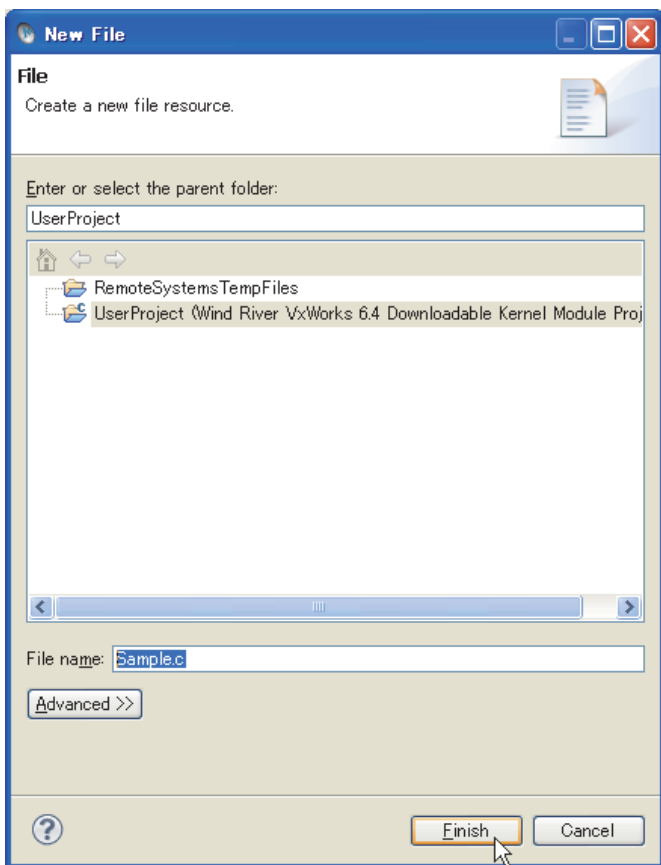 New File
File
Create a new file resource.
Enter or select the parent folder:
UserProject
RemoteSystemsTempFiles
UserProject (Wind River VxWorks 6.4 Downloadable Kernel Module Proj
File name: Sample.c
Advanced >>
Finish Cancel